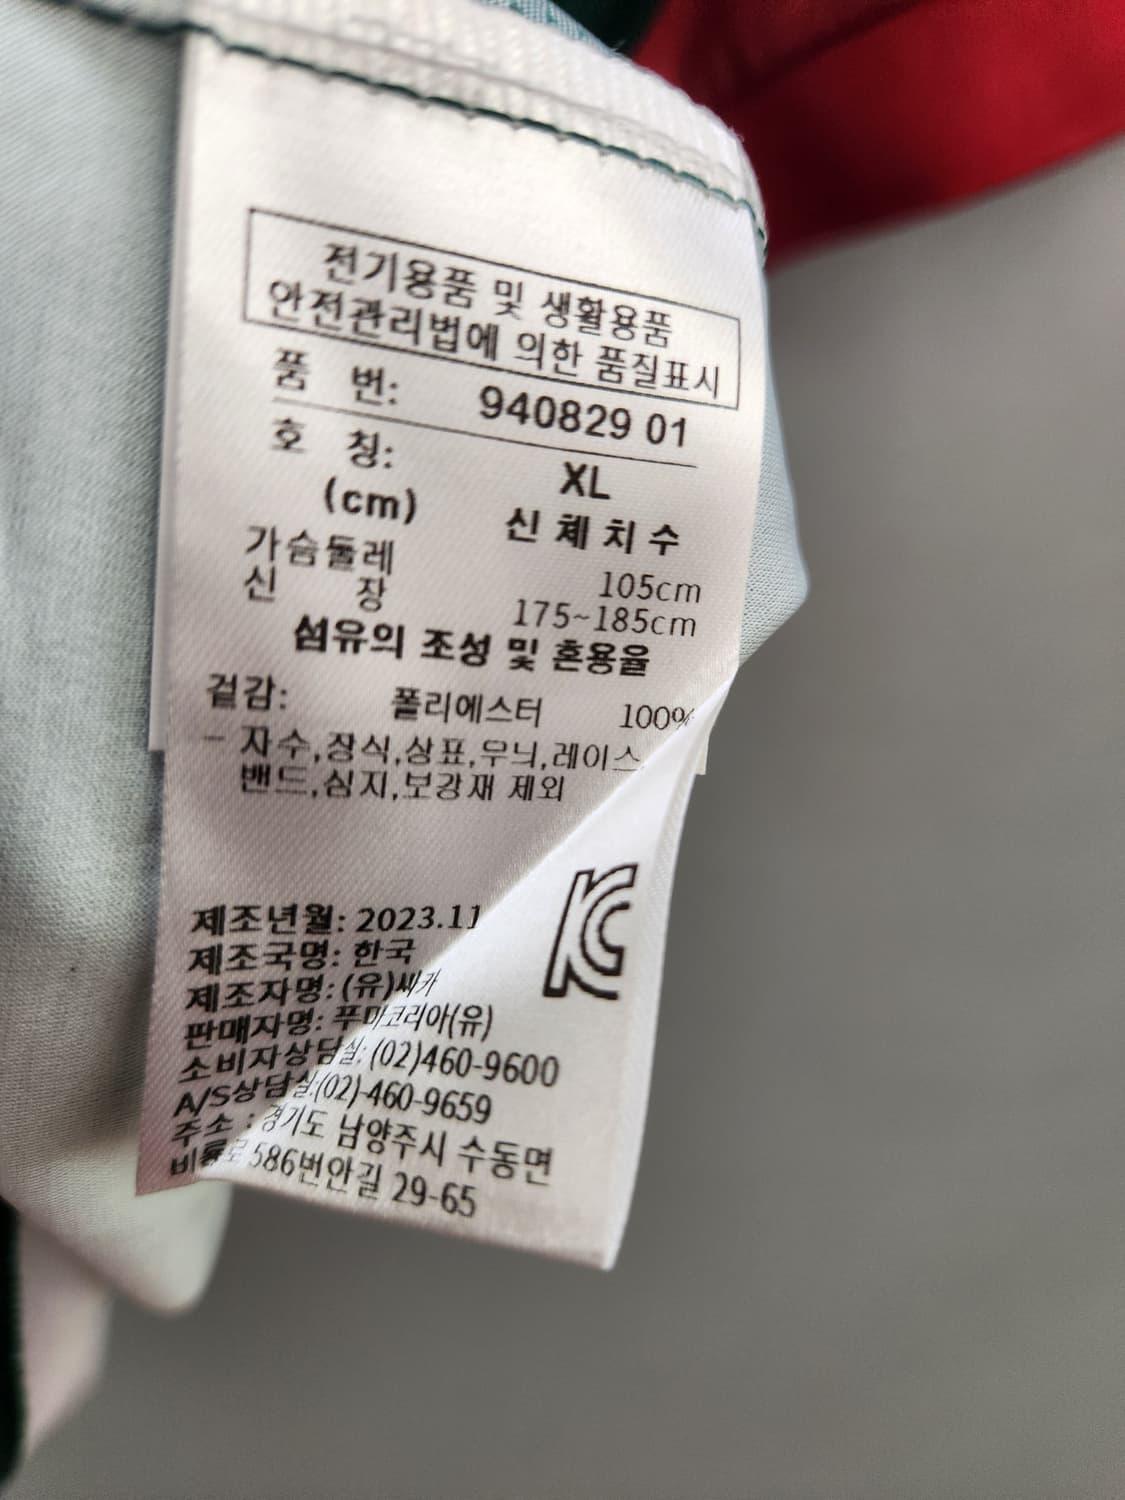 전기용품 및 생활용품
안전관리법에 의한 품질표시
품 번: 940829 01
호 칭: XL
(cm) 신체치수
가슴둘레 105cm
신 장 175~185cm
섬유의 조성 및 혼용율
겉감: 폴리에스터 100%
- 자수,장식,상표,무늬,레이스
밴드,심지,보강재 제외
KC
제조년월: 2023.11
제조국명: 한국
제조자명: (유)씨카
판매자명: 푸마코리아(유)
소비자상담실: (02)460-9600
A/S상담실:(02)-460-9659
주소 : 경기도 남양주시 수동면
비룡로 586번안길 29-65